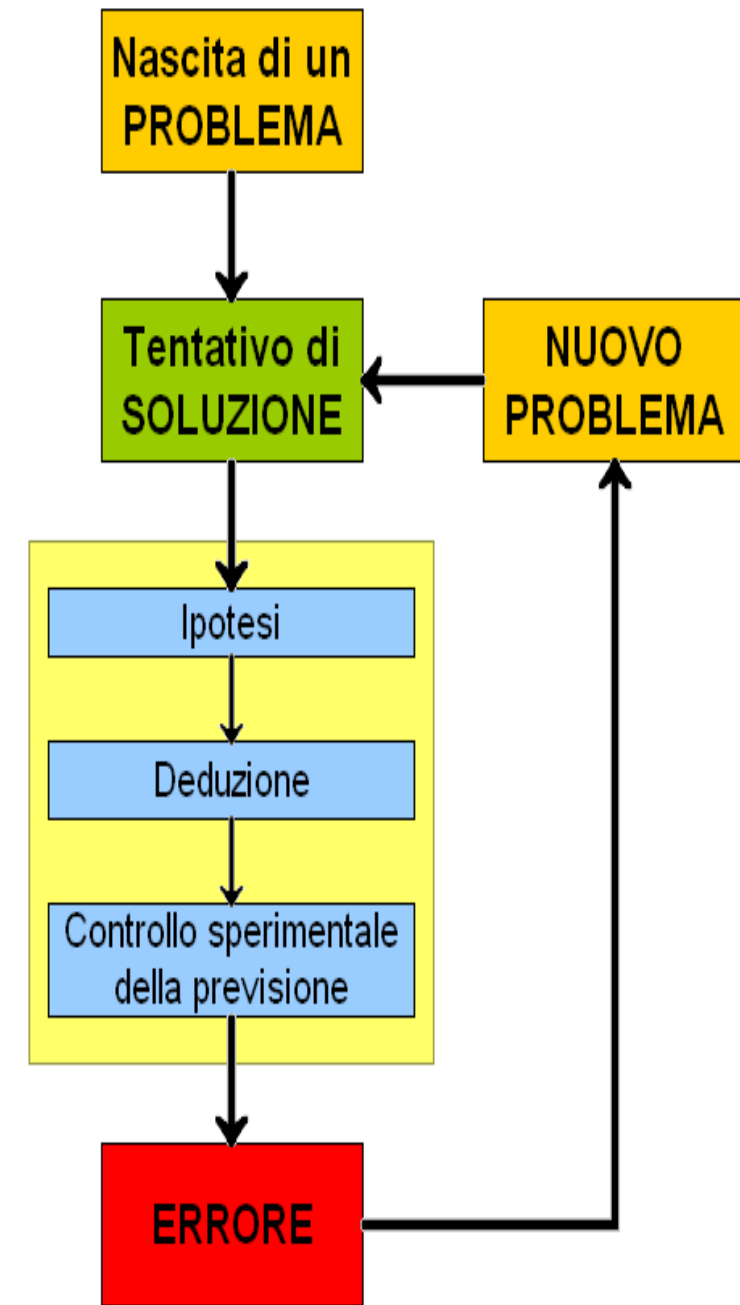 Nascita di un
PROBLEMA
Tentativo di
SOLUZIONE
NUOVO
PROBLEMA
Ipotesi
Deduzione
Controllo sperimentale
della previsione
ERRORE